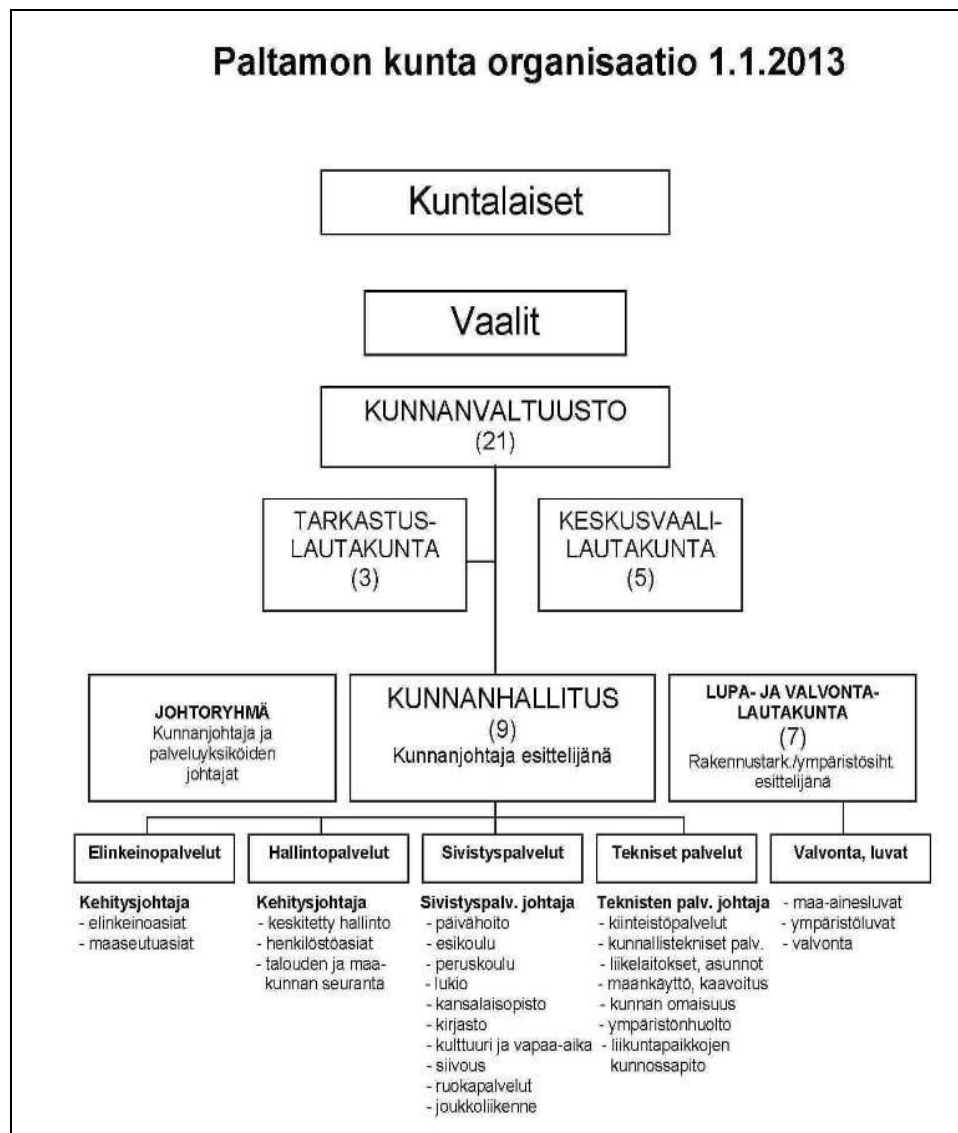 Paltamon kunta organisaatio 1.1.2013
Kuntalaiset
Vaalit
KUNNANVALTUUSTO
(21)
TARKASTUS-
LAUTAKUNTA
(3)
KESKUSVAALI-
LAUTAKUNTA
(5)
JOHTORYHMÄ
Kunnanjohtaja ja
palveluyksiköiden
johtajat
KUNNANHALLITUS
(9)
Kunnanjohtaja esittelijänä
LUPA- JA VALVONTA-
LAUTAKUNTA
(7)
Rakennustark./ympäristösiht.
esittelijänä
Elinkeinopalvelut
Kehitysjohtaja
- elinkeinoasiat
- maaseutuasiat
Hallintopalvelut
Kehitysjohtaja
- keskitetty hallinto
- henkilöstöasiat
- talouden ja maa-
kunnan seuranta
Sivistyspalvelut
Sivistyspalv. johtaja
- päivähoito
- esikoulu
- peruskoulu
- lukio
- kansalaisopisto
- kirjasto
- kulttuuri ja vapaa-aika
- siivous
- ruokapalvelut
- joukkoliikenne
Tekniset palvelut
Teknisten palv. johtaja
- kiinteistöpalvelut
- kunnallistekniset palv.
- liikelaitokset, asunnot
- maankäyttö, kaavoitus
- kunnan omaisuus
- ympäristönhuolto
- liikuntapaikkojen
kunnossapito
Valvonta, luvat
- maa-ainesluvat
- ympäristöluvat
- valvonta